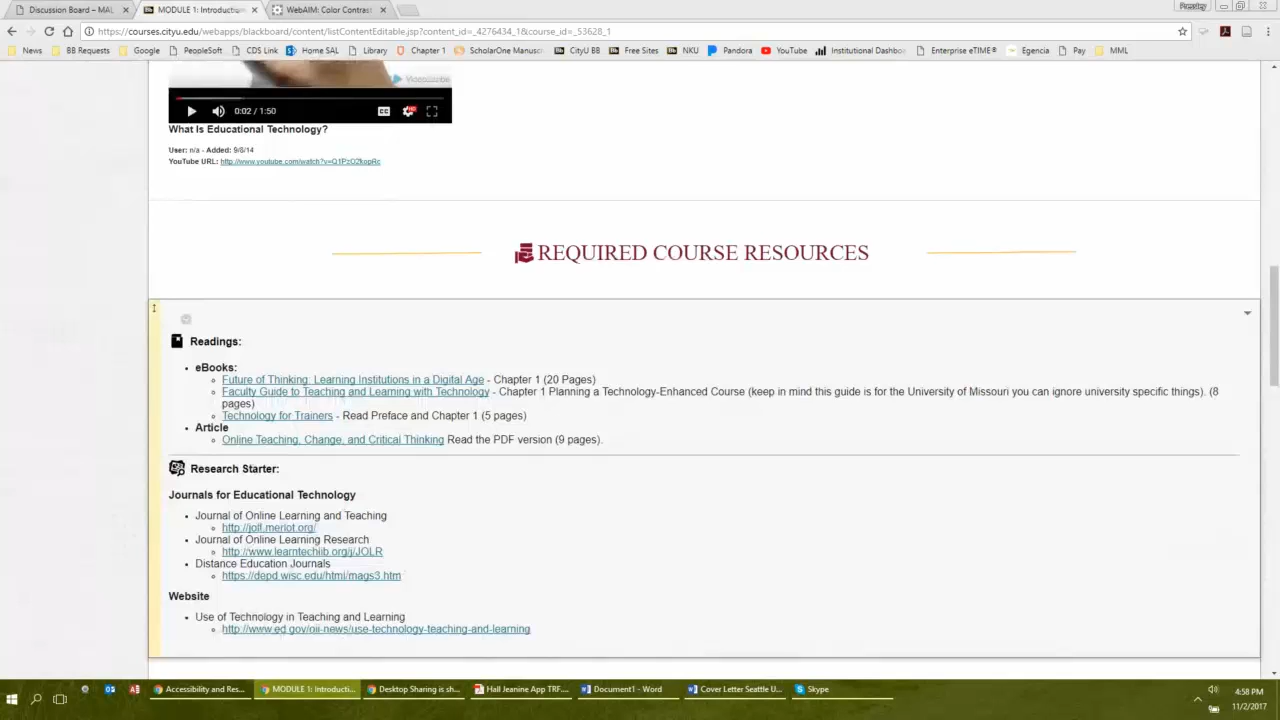 Discussion Board – MAL
MODULE 1: Introduction
WebAIM: Color Contrast
https://courses.cityu.edu/webapps/blackboard/content/listContentEditable.jsp?content_id=_4276434_1&course_id=_53628_1
News BB Requests Google PeopleSoft CDS Link Home SAL Library Chapter 1 ScholarOne Manusc CityU BB Free Sites NKU Pandora YouTube Institutional Dashbo Enterprise eTIME® Egencia Pay MML
VideoScribe
0:02 / 1:50
What Is Educational Technology?
User: n/a - Added: 9/8/14
YouTube URL:
REQUIRED COURSE RESOURCES
Readings:
eBooks:
Future of Thinking: Learning Institutions in a Digital Age - Chapter 1 (20 Pages)
Faculty Guide to Teaching and Learning with Technology - Chapter 1 Planning a Technology-Enhanced Course (keep in mind this guide is for the University of Missouri you can ignore university specific things). (8
pages)
Technology for Trainers - Read Preface and Chapter 1 (5 pages)
Article
Online Teaching, Change, and Critical Thinking Read the PDF version (9 pages).
Research Starter:
Journals for Educational Technology
Journal of Online Learning and Teaching
http://jolt.merlot.org/
Journal of Online Learning Research
http://www.learntechlib.org/j/JOLR
Distance Education Journals
https://depd.wisc.edu/html/mags3.htm
Website
Use of Technology in Teaching and Learning
http://www.ed.gov/oii-news/use-technology-teaching-and-learning
Accessibility and Res... MODULE 1: Introducti... Desktop Sharing is sh... Hall Jeanine App TRF.... Document1 - Word Cover Letter Seattle U... Skype
4:58 PM
11/2/2017